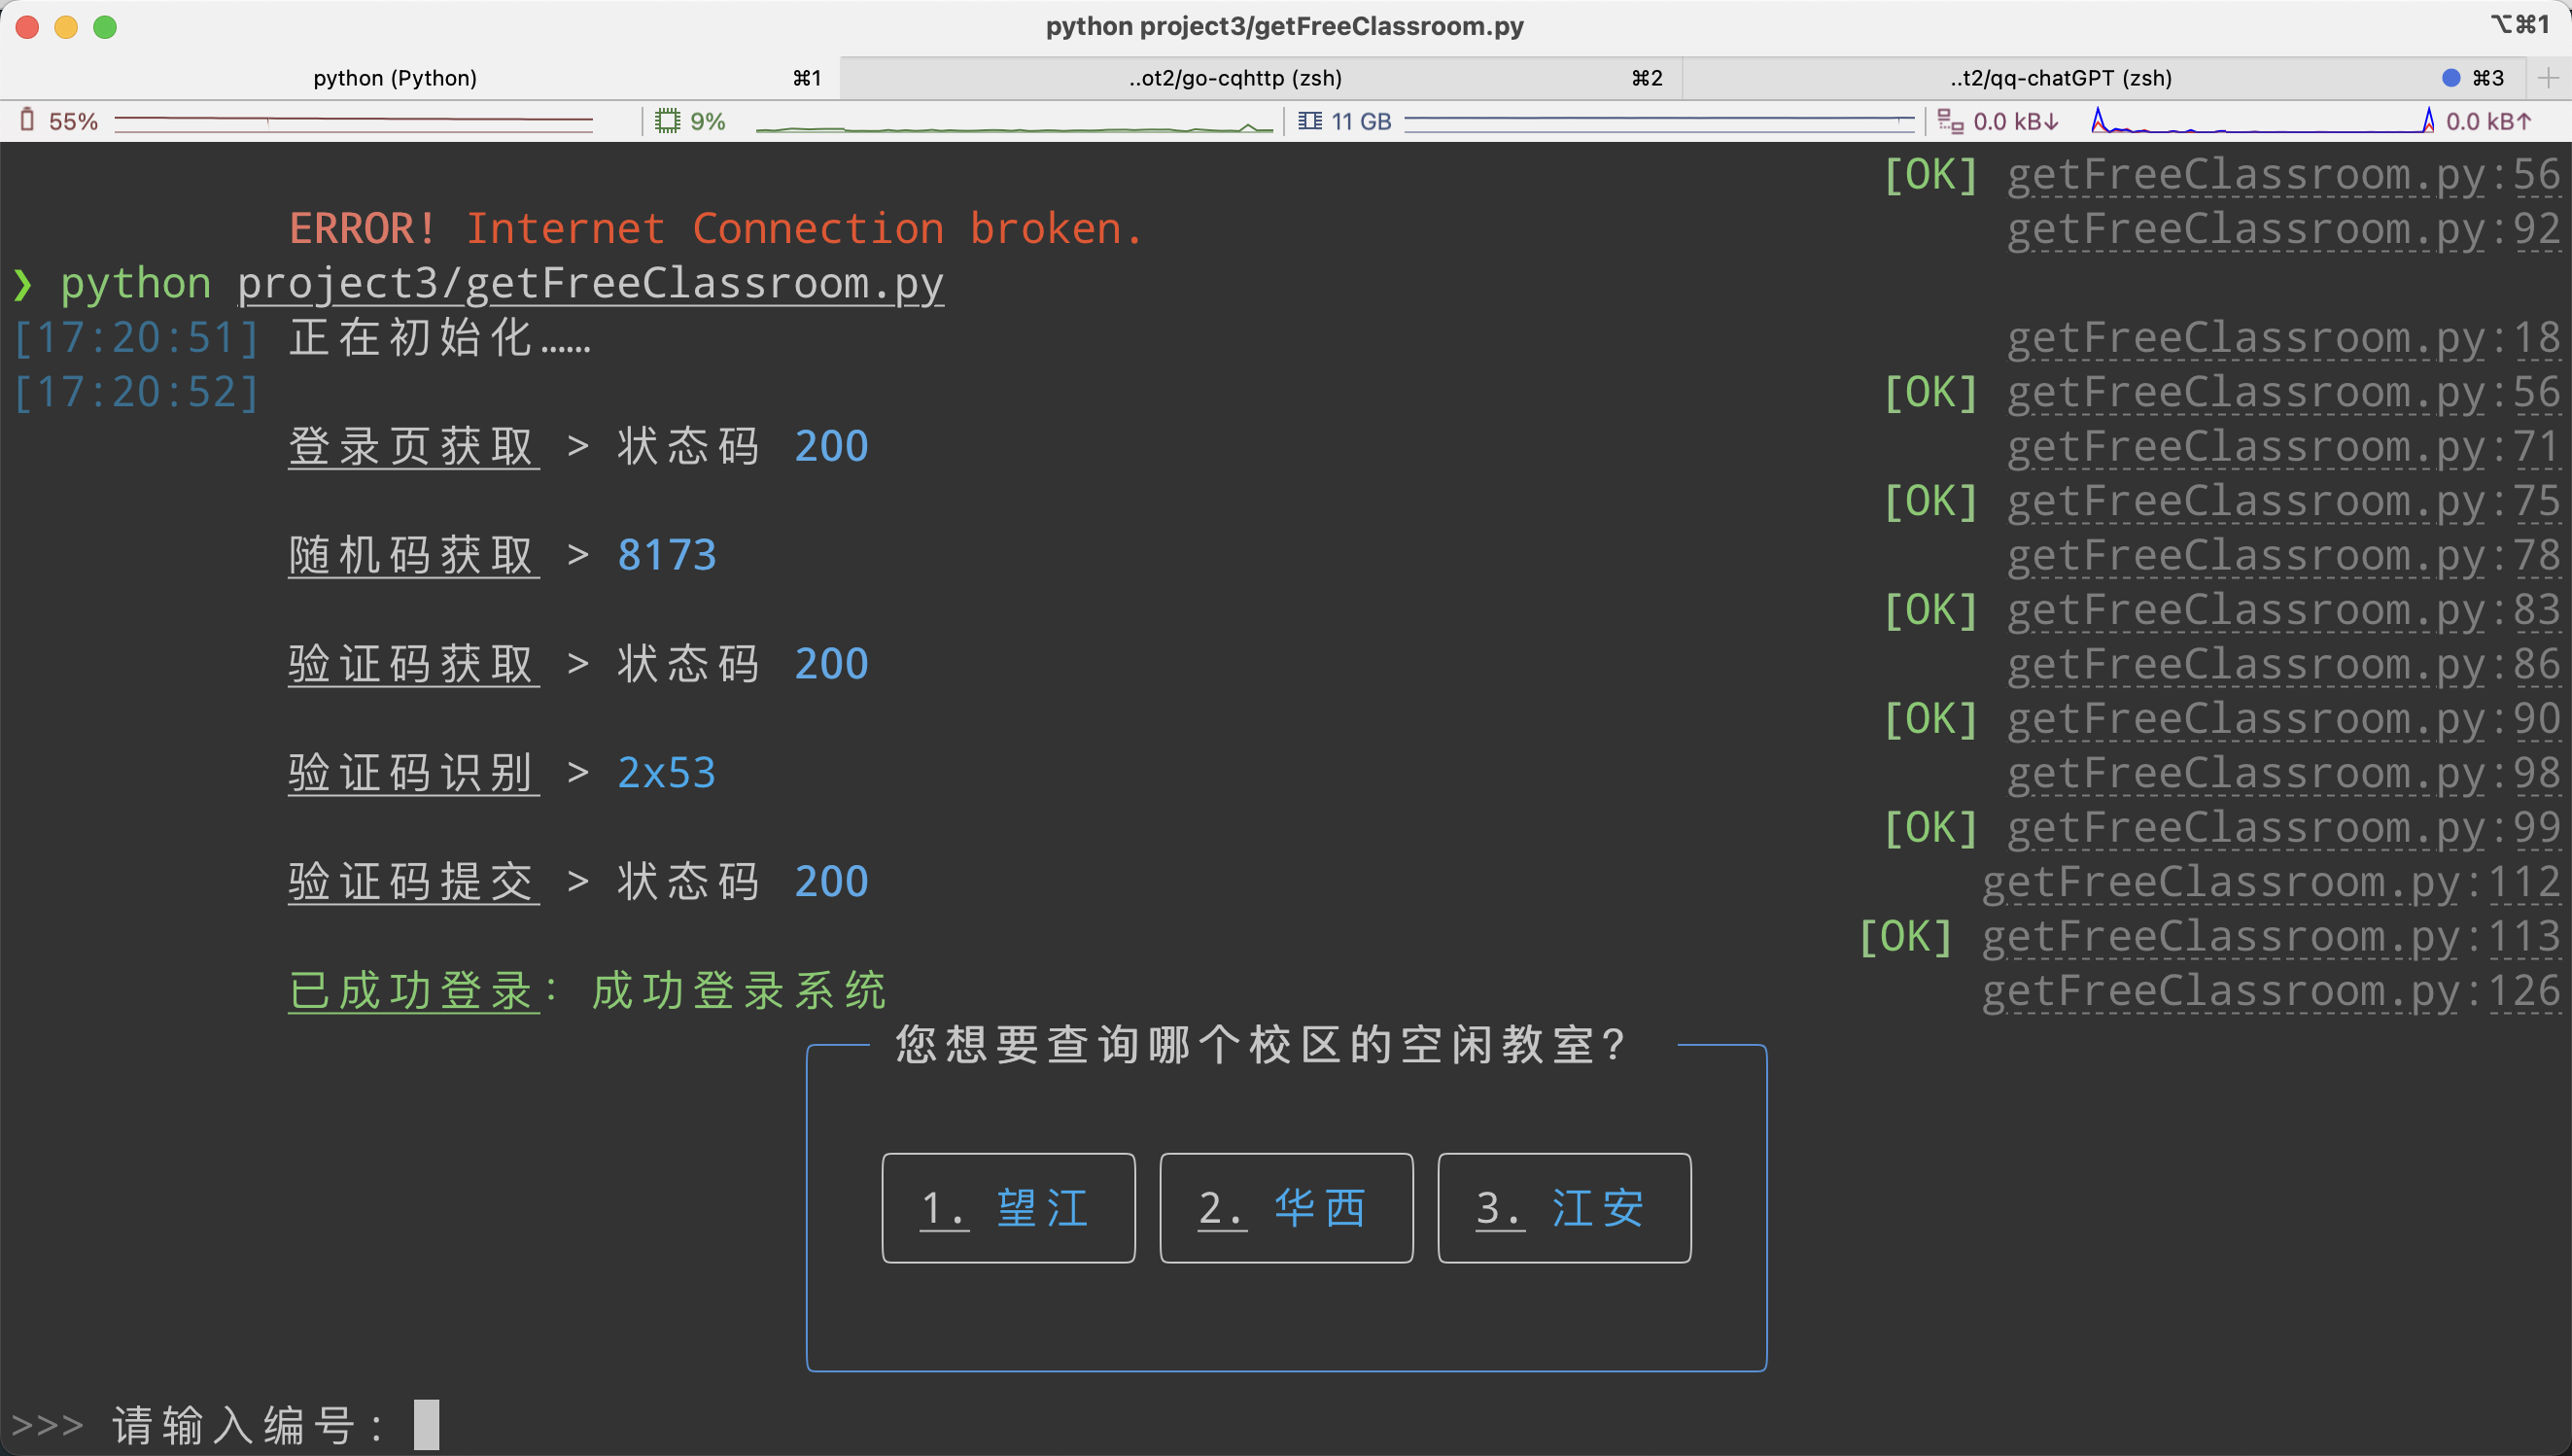 python project3/getFreeClassroom.py ⌥⌘1
python (Python) ⌘1 ..ot2/go-cqhttp (zsh) ⌘2 ..t2/qq-chatGPT (zsh) ⌘3
55% 9% 11 GB 0.0 kB↓ 0.0 kB↑
[OK] getFreeClassroom.py:56
ERROR! Internet Connection broken. getFreeClassroom.py:92
❯ python project3/getFreeClassroom.py
[17:20:51] 正在初始化…… getFreeClassroom.py:18
[17:20:52] [OK] getFreeClassroom.py:56
登录页获取 > 状态码 200 getFreeClassroom.py:71
[OK] getFreeClassroom.py:75
随机码获取 > 8173 getFreeClassroom.py:78
[OK] getFreeClassroom.py:83
验证码获取 > 状态码 200 getFreeClassroom.py:86
[OK] getFreeClassroom.py:90
验证码识别 > 2x53 getFreeClassroom.py:98
[OK] getFreeClassroom.py:99
验证码提交 > 状态码 200 getFreeClassroom.py:112
[OK] getFreeClassroom.py:113
已成功登录：成功登录系统 getFreeClassroom.py:126
您想要查询哪个校区的空闲教室?
1. 望江 2. 华西 3. 江安
>>> 请输入编号：